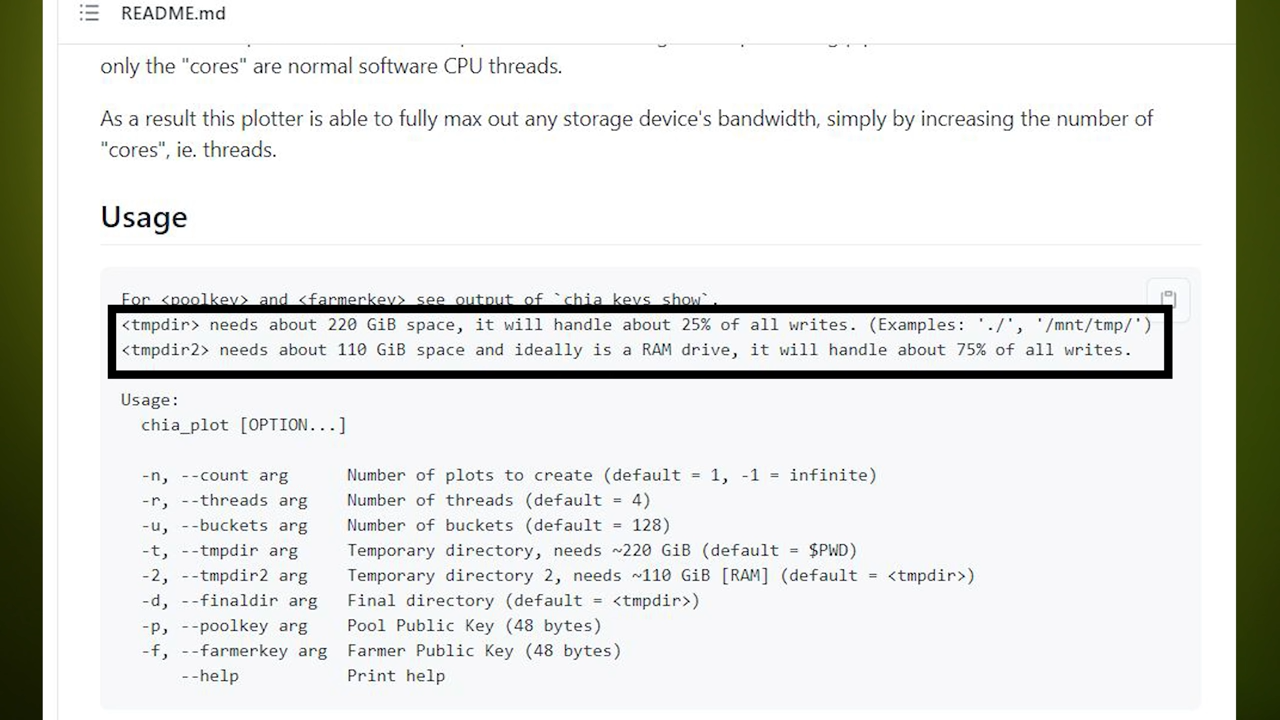 README.md
only the "cores" are normal software CPU threads.
As a result this plotter is able to fully max out any storage device's bandwidth, simply by increasing the number of
"cores", ie. threads.
Usage
For <poolkey> and <farmerkey> see output of `chia keys show`.
<tmpdir> needs about 220 GiB space, it will handle about 25% of all writes. (Examples: './', '/mnt/tmp/')
<tmpdir2> needs about 110 GiB space and ideally is a RAM drive, it will handle about 75% of all writes.
Usage:
chia_plot [OPTION...]
-n, --count arg Number of plots to create (default = 1, -1 = infinite)
-r, --threads arg Number of threads (default = 4)
-u, --buckets arg Number of buckets (default = 128)
-t, --tmpdir arg Temporary directory, needs ~220 GiB (default = $PWD)
-2, --tmpdir2 arg Temporary directory 2, needs ~110 GiB [RAM] (default = <tmpdir>)
-d, --finaldir arg Final directory (default = <tmpdir>)
-p, --poolkey arg Pool Public Key (48 bytes)
-f, --farmerkey arg Farmer Public Key (48 bytes)
--help Print help